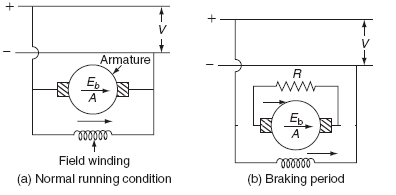 +
V
−
Armature
E_b
A
Field winding
(a) Normal running condition
+
V
−
R
E_b
A
(b) Braking period